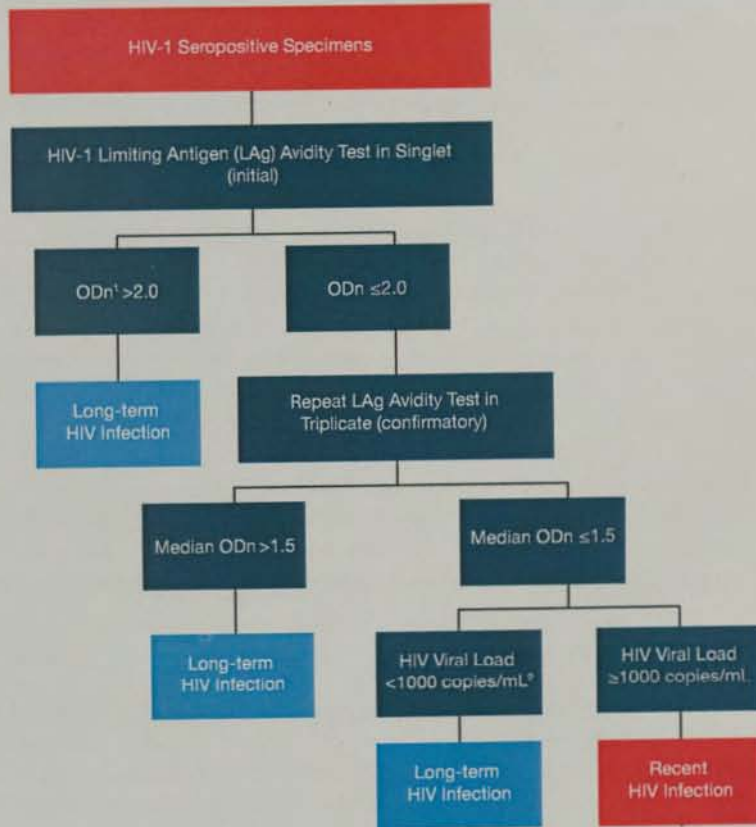 HIV-1 Seropositive Specimens
HIV-1 Limiting Antigen (LAg) Avidity Test in Singlet
(initial)
ODn¹ >2.0
ODn ≤2.0
Long-term
HIV Infection
Repeat LAg Avidity Test in
Triplicate (confirmatory)
Median ODn >1.5
Median ODn ≤1.5
Long-term
HIV Infection
HIV Viral Load
<1000 copies/mL²
HIV Viral Load
≥1000 copies/mL
Long-term
HIV Infection
Recent
HIV Infection